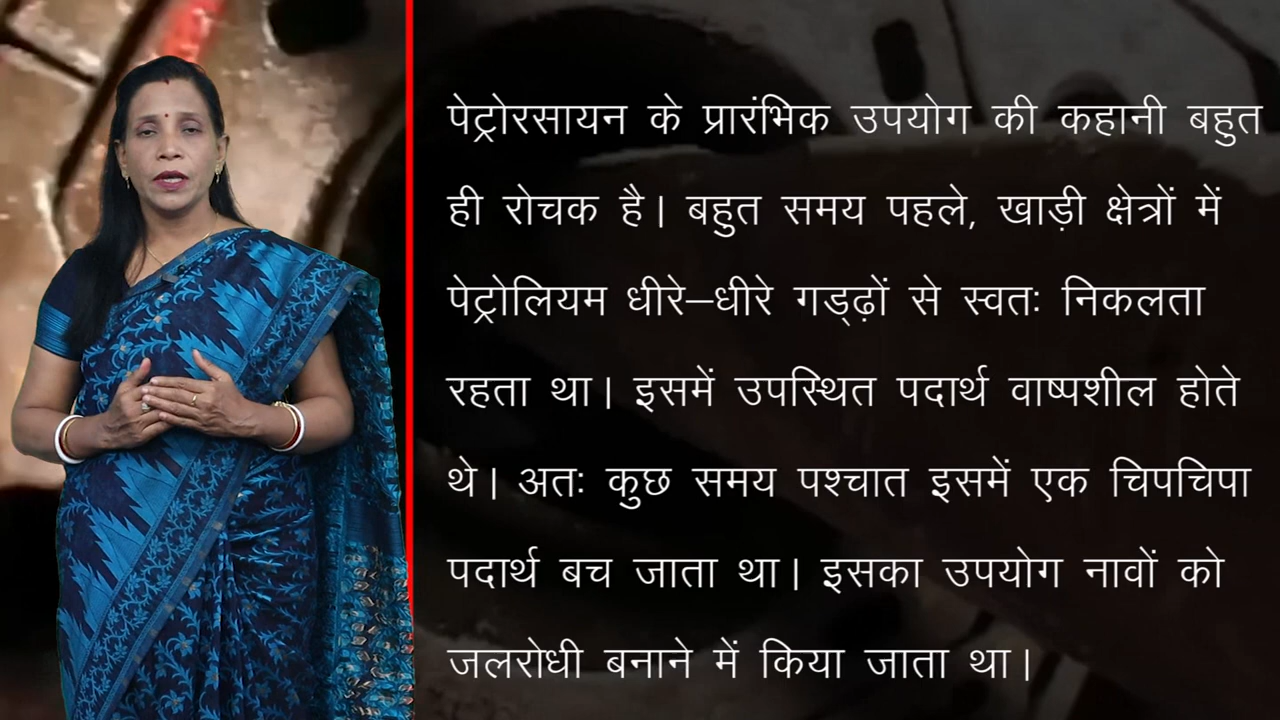 पेट्रोरसायन के प्रारंभिक उपयोग की कहानी बहुत
ही रोचक है। बहुत समय पहले, खाड़ी क्षेत्रों में
पेट्रोलियम धीरे–धीरे गड्ढ़ों से स्वतः निकलता
रहता था। इसमें उपस्थित पदार्थ वाष्पशील होते
थे। अतः कुछ समय पश्चात इसमें एक चिपचिपा
पदार्थ बच जाता था। इसका उपयोग नावों को
जलरोधी बनाने में किया जाता था।